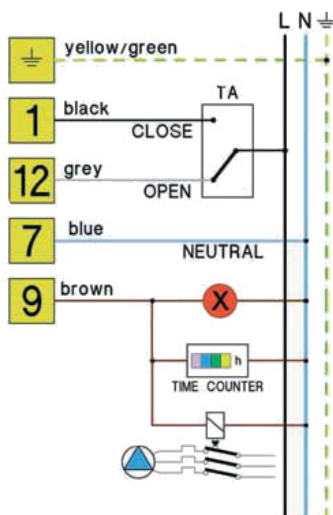 L N
yellow/green
TA
1 black
CLOSE
12 grey
OPEN
7 blue
NEUTRAL
9 brown
X
h
TIME COUNTER